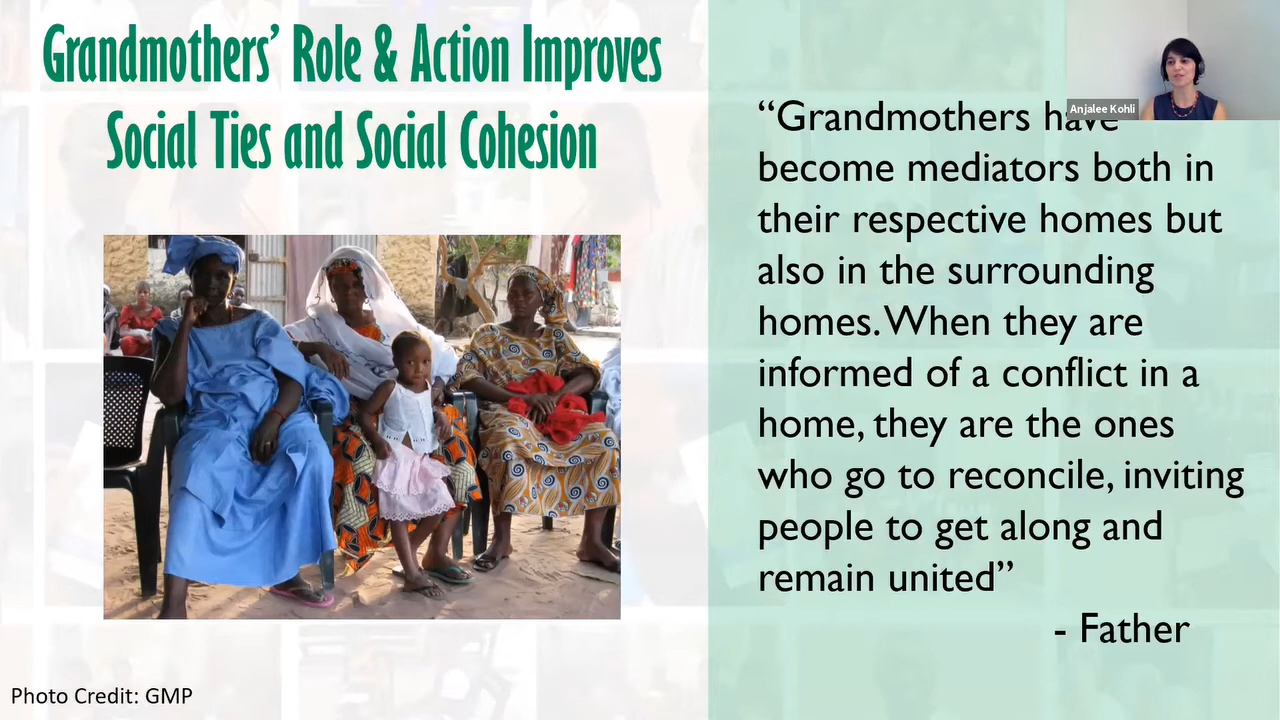 Grandmothers' Role & Action Improves
Social Ties and Social Cohesion
Anjalee Kohli
“Grandmothers have
become mediators both in
their respective homes but
also in the surrounding
homes. When they are
informed of a conflict in a
home, they are the ones
who go to reconcile, inviting
people to get along and
remain united”
- Father
Photo Credit: GMP